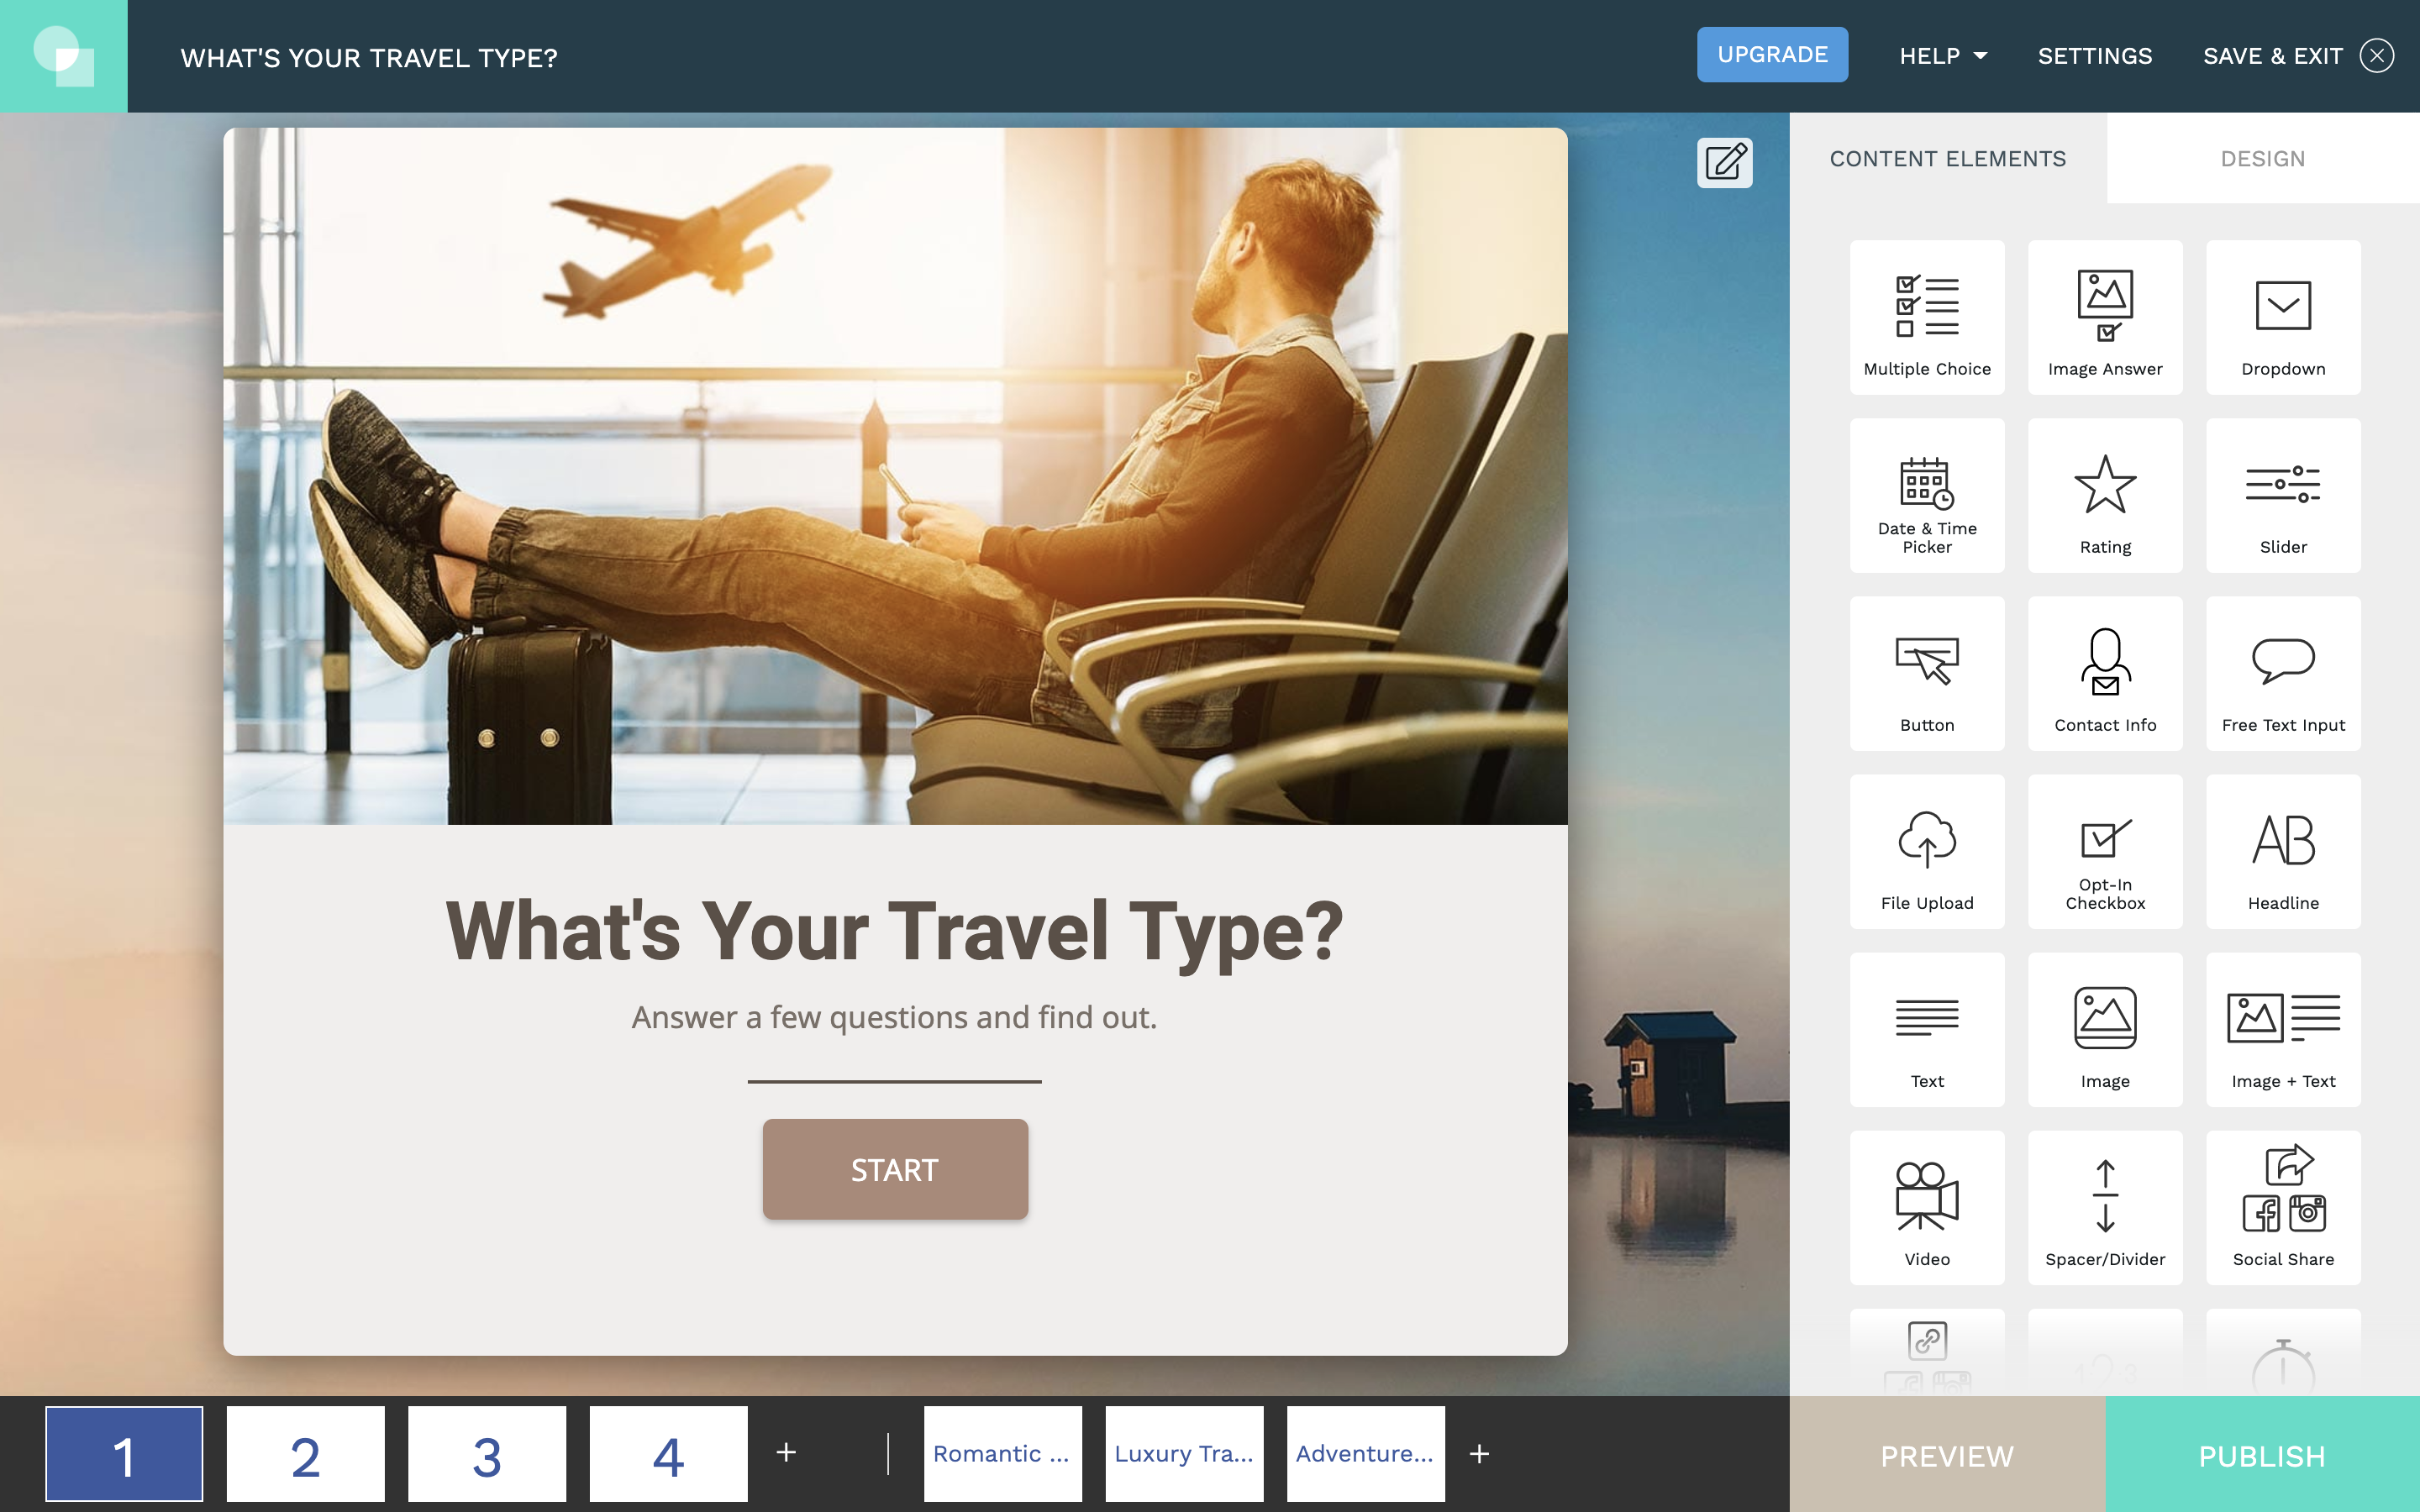 WHAT'S YOUR TRAVEL TYPE?
UPGRADE
HELP
SETTINGS
SAVE & EXIT
CONTENT ELEMENTS
DESIGN
Multiple Choice
Image Answer
Dropdown
Date & Time
Picker
Rating
Slider
Button
Contact Info
Free Text Input
File Upload
Opt-In
Checkbox
AB
Headline
Text
Image
Image + Text
Video
Spacer/Divider
Social Share
What's Your Travel Type?
Answer a few questions and find out.
START
1
2
3
4
+
Romantic ...
Luxury Tra...
Adventure...
+
PREVIEW
PUBLISH